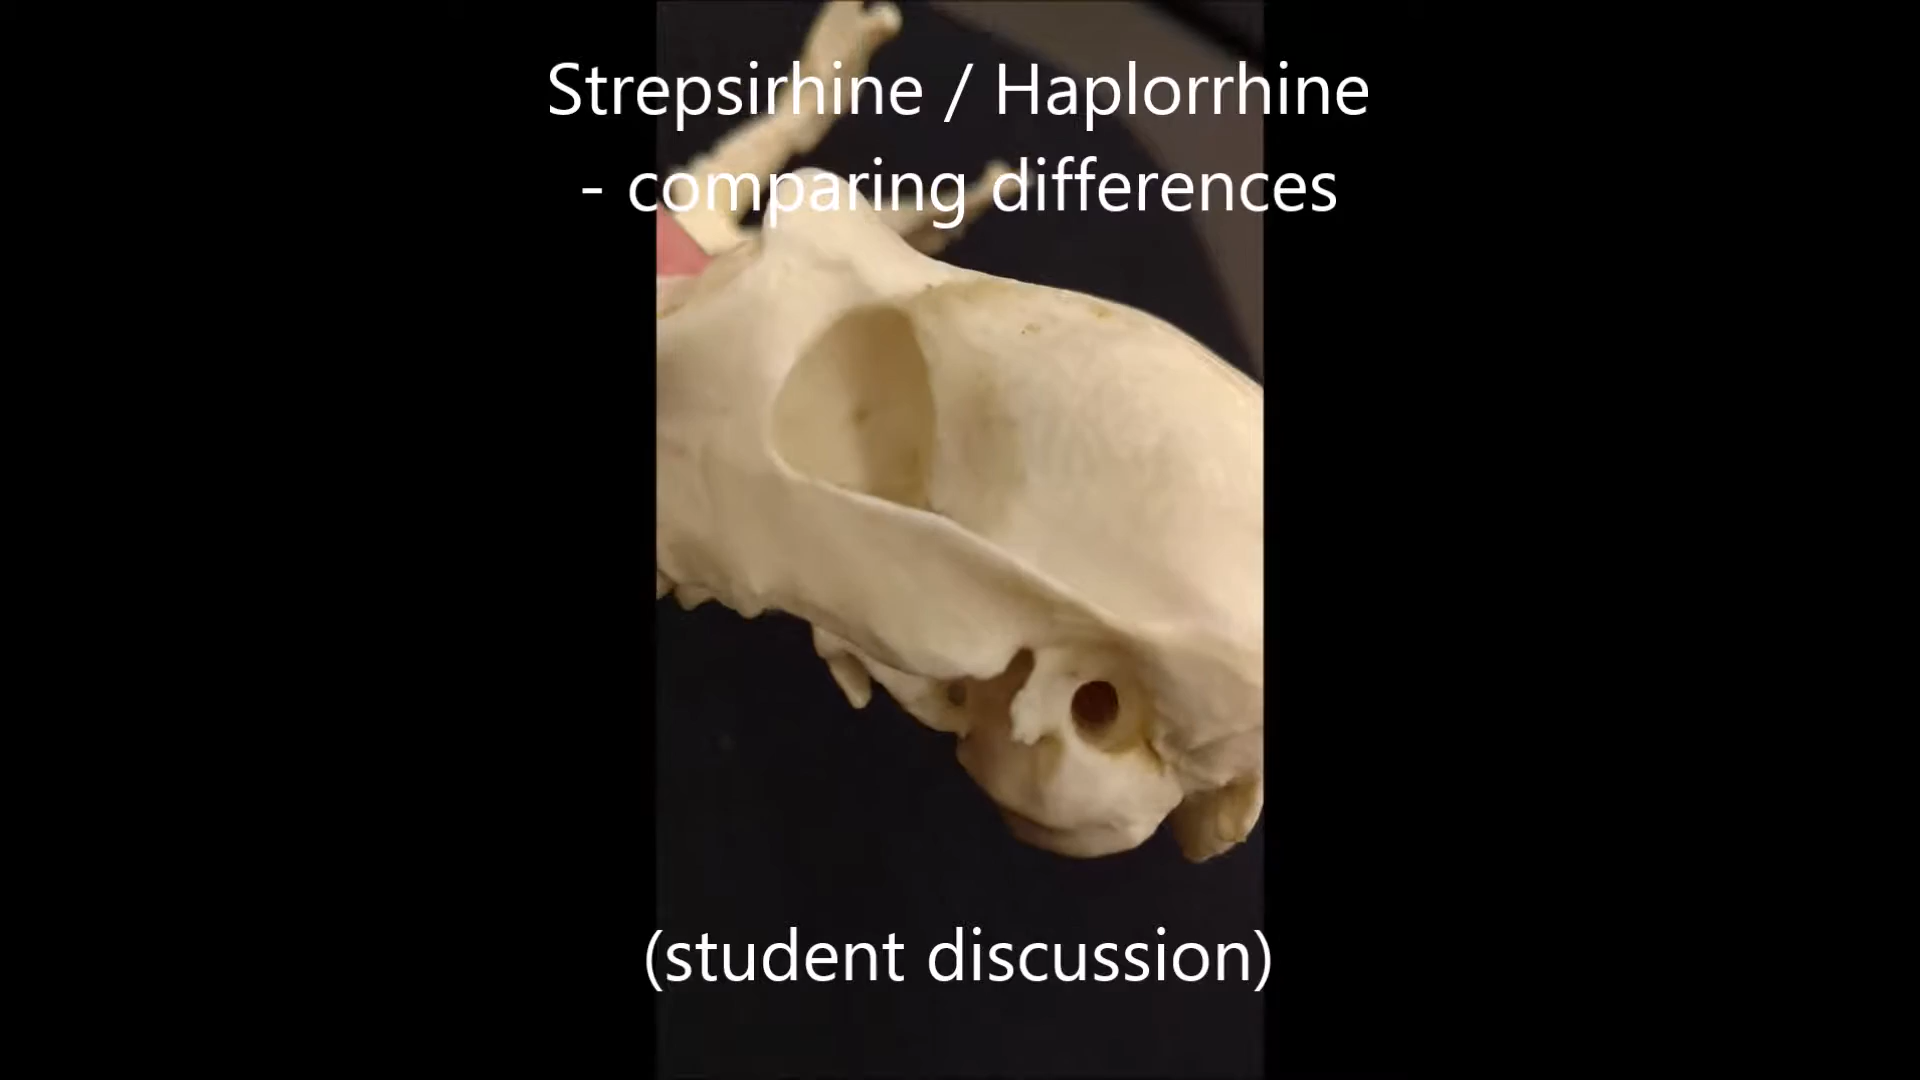 Strepsirhine / Haplorrhine
- comparing differences
(student discussion)